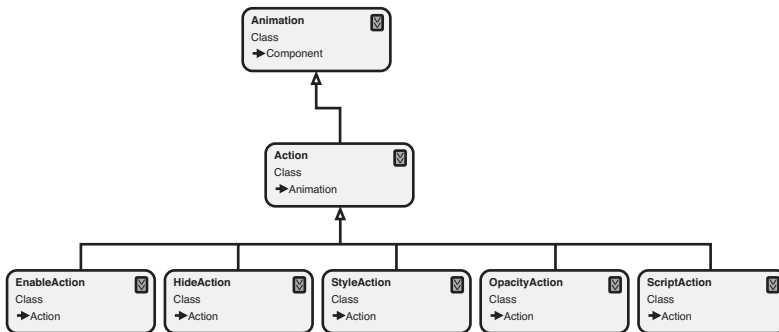 Animation
Class
Component
Action
Class
Animation
EnableAction
Class
Action
HideAction
Class
Action
StyleAction
Class
Action
OpacityAction
Class
Action
ScriptAction
Class
Action